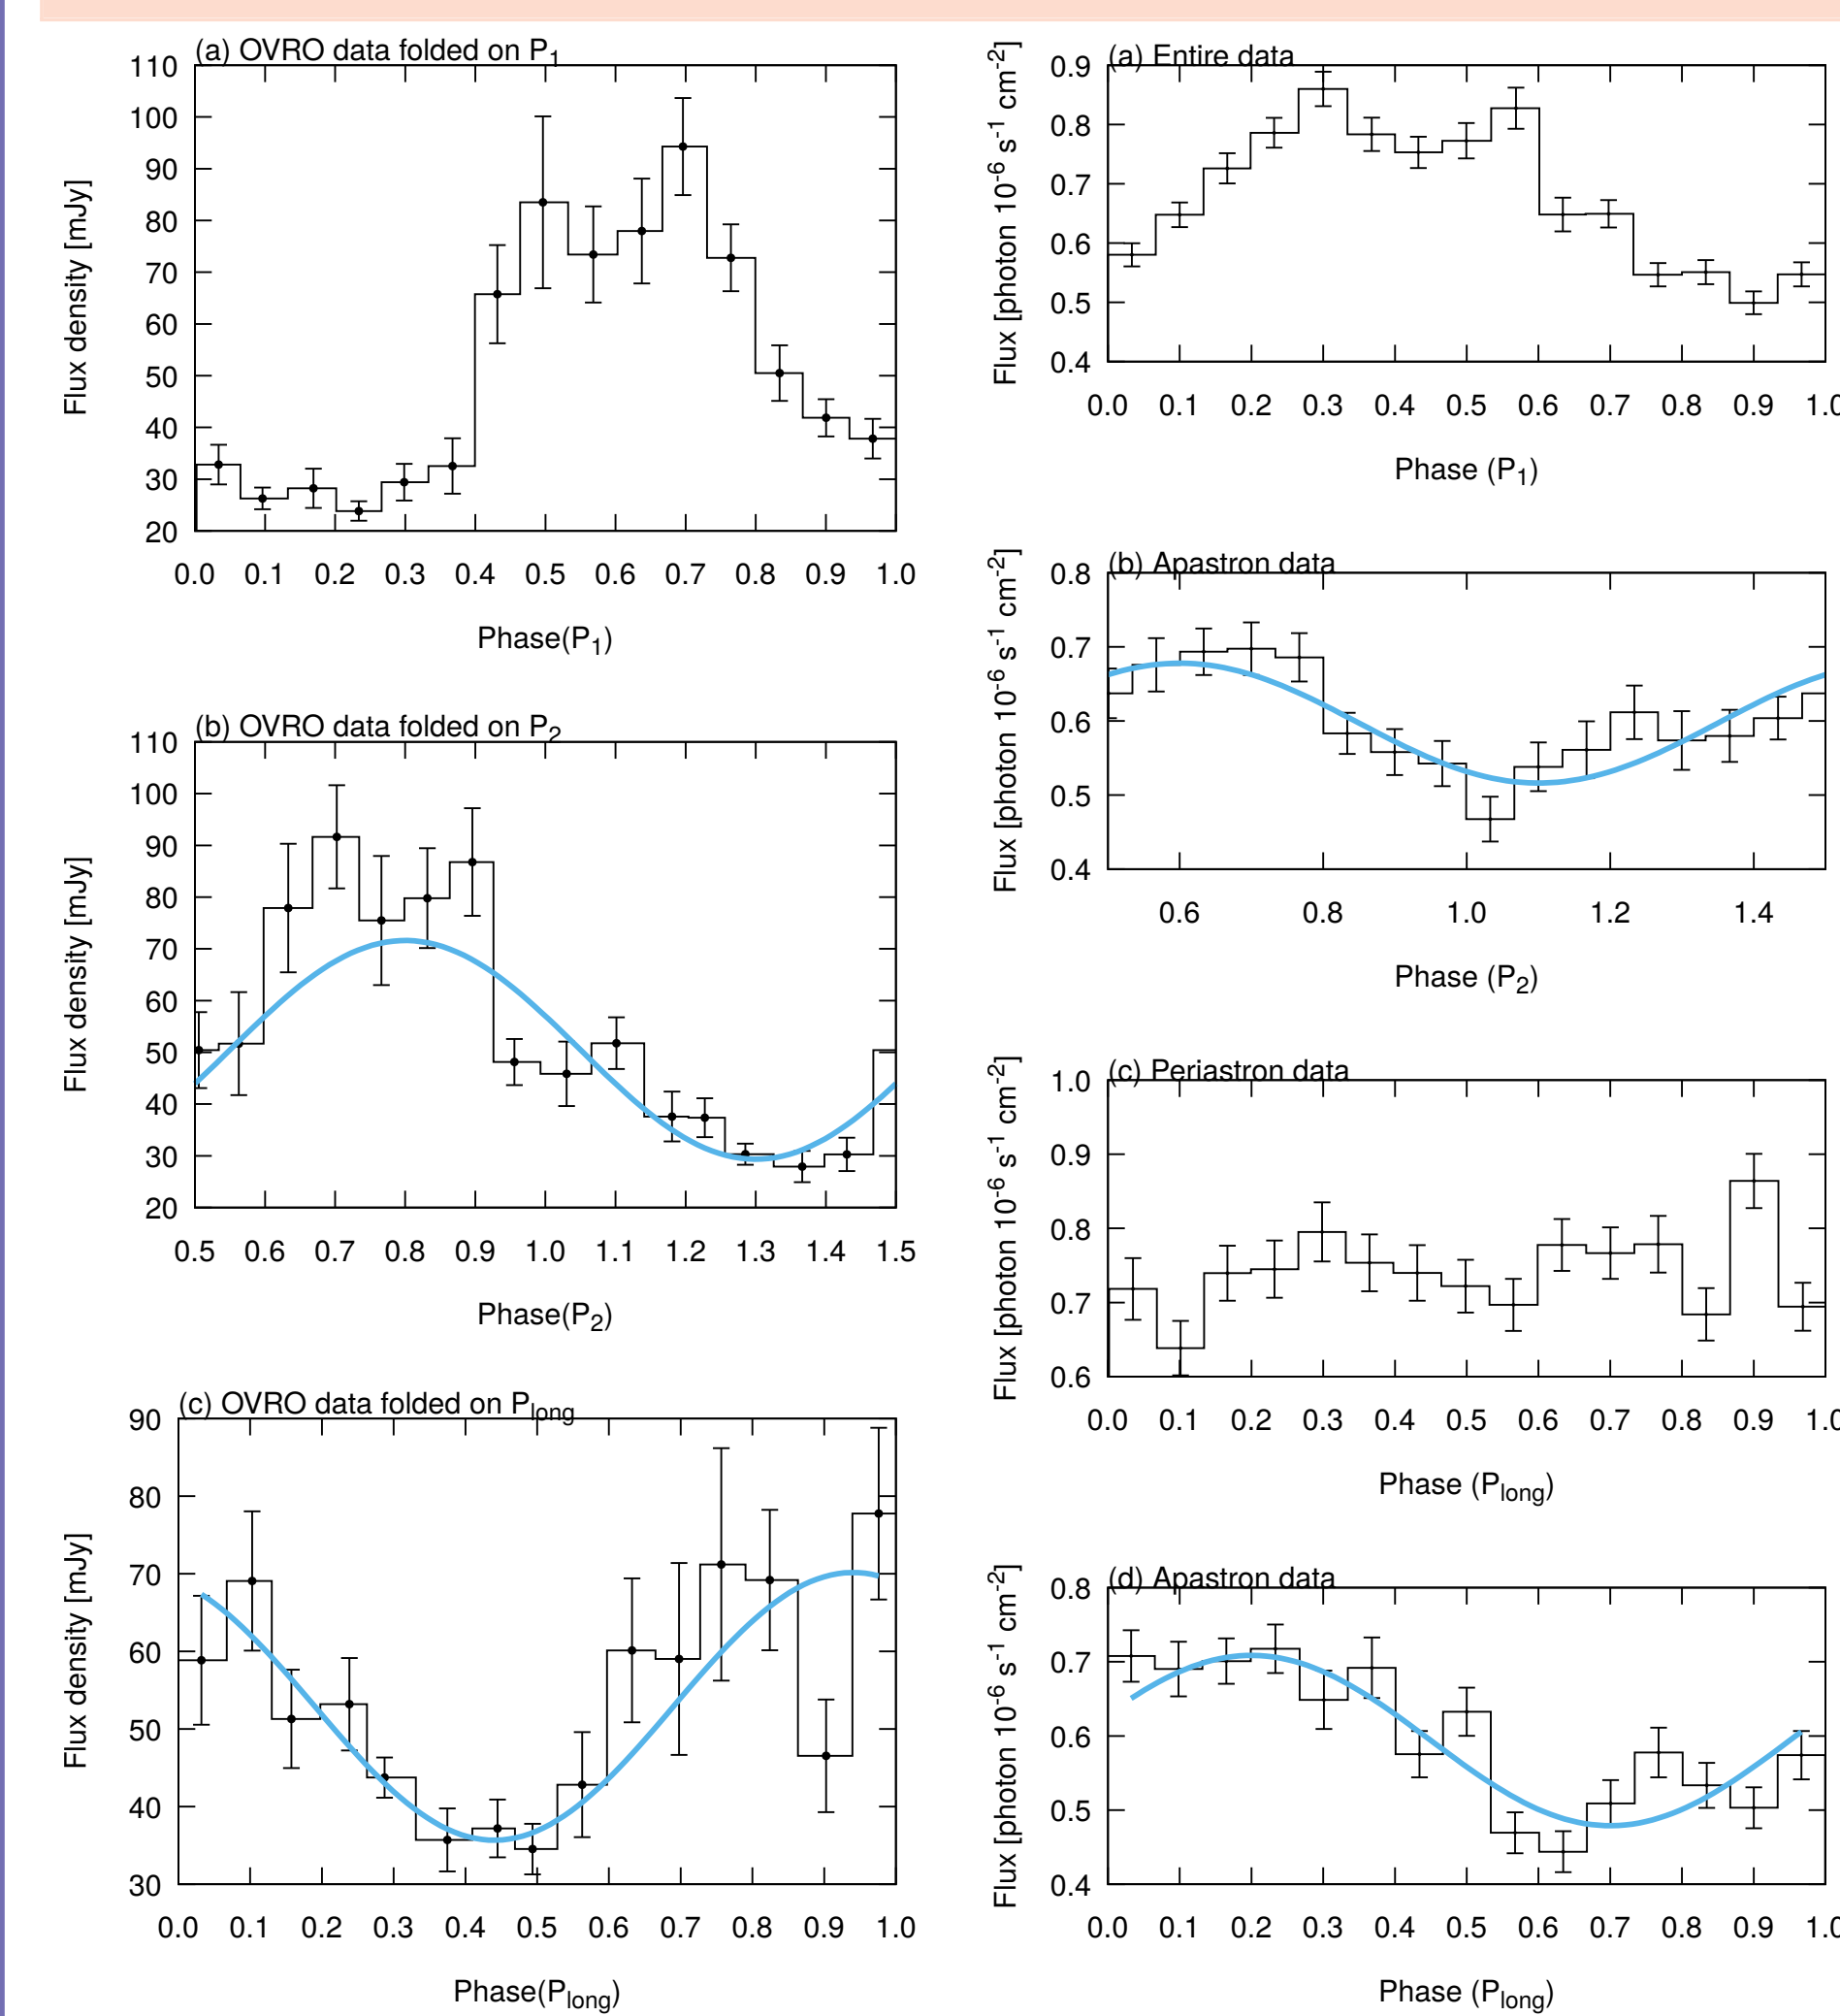 (a) OVRO data folded on P1
110
100
90
80
70
60
50
40
30
20
Flux density [mJy]
0.0 0.1 0.2 0.3 0.4 0.5 0.6 0.7 0.8 0.9 1.0
Phase(P1)
(b) OVRO data folded on P2
110
100
90
80
70
60
50
40
30
20
Flux density [mJy]
0.5 0.6 0.7 0.8 0.9 1.0 1.1 1.2 1.3 1.4 1.5
Phase(P2)
(c) OVRO data folded on Plong
90
80
70
60
50
40
30
Flux density [mJy]
0.0 0.1 0.2 0.3 0.4 0.5 0.6 0.7 0.8 0.9 1.0
Phase(Plong)
(a) Entire data
0.9
0.8
0.7
0.6
0.5
0.4
Flux [photon 10-6 s-1 cm-2]
0.0 0.1 0.2 0.3 0.4 0.5 0.6 0.7 0.8 0.9 1.0
Phase (P1)
(b) Apastron data
0.8
0.7
0.6
0.5
0.4
Flux [photon 10-6 s-1 cm-2]
0.6 0.8 1.0 1.2 1.4
Phase (P2)
(c) Periastron data
1.0
0.9
0.8
0.7
0.6
Flux [photon 10-6 s-1 cm-2]
0.0 0.1 0.2 0.3 0.4 0.5 0.6 0.7 0.8 0.9 1.0
Phase (Plong)
(d) Apastron data
0.8
0.7
0.6
0.5
0.4
Flux [photon 10-6 s-1 cm-2]
0.0 0.1 0.2 0.3 0.4 0.5 0.6 0.7 0.8 0.9 1.0
Phase (Plong)